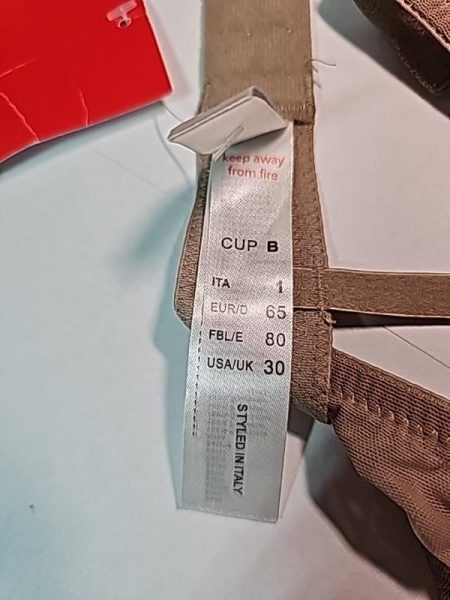 keep away
from fire
CUP B
ITA 1
EUR/D 65
FBL/E 80
USA/UK 30
STYLED IN ITALY